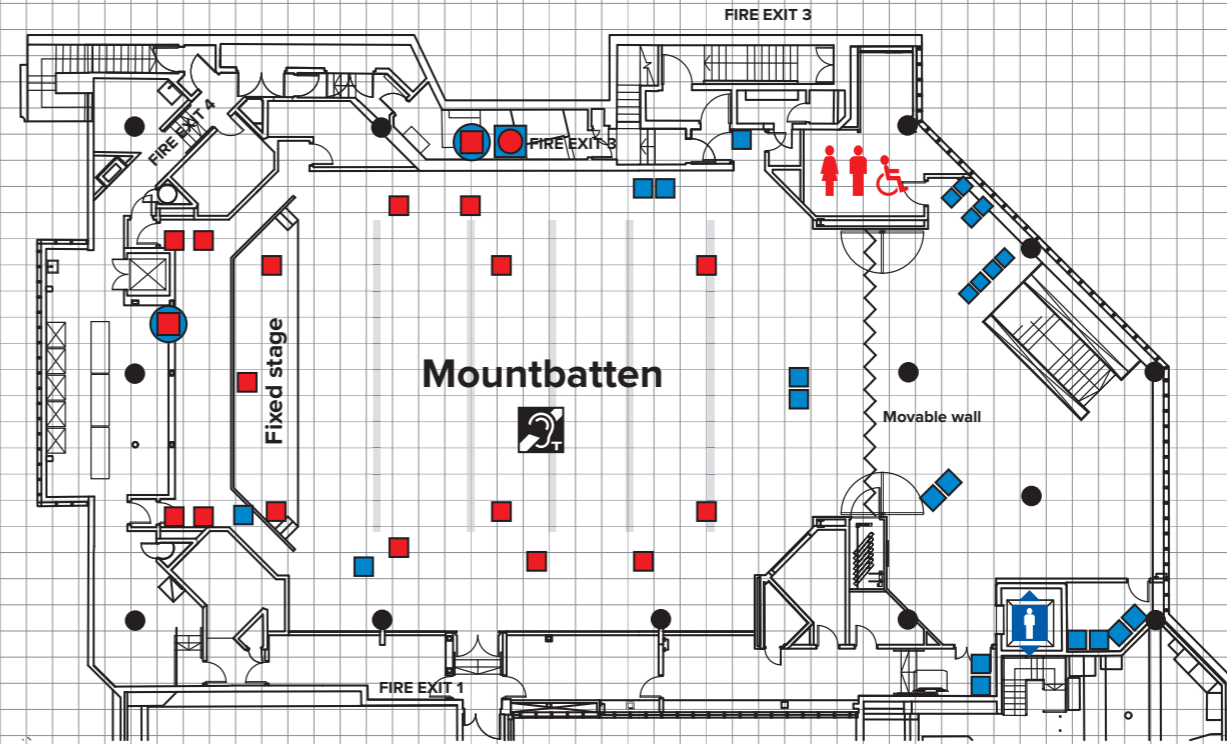 FIRE EXIT 3
FIRE EXIT 4
FIRE EXIT 3
Fixed stage
Mountbatten
T
Movable wall
FIRE EXIT 1